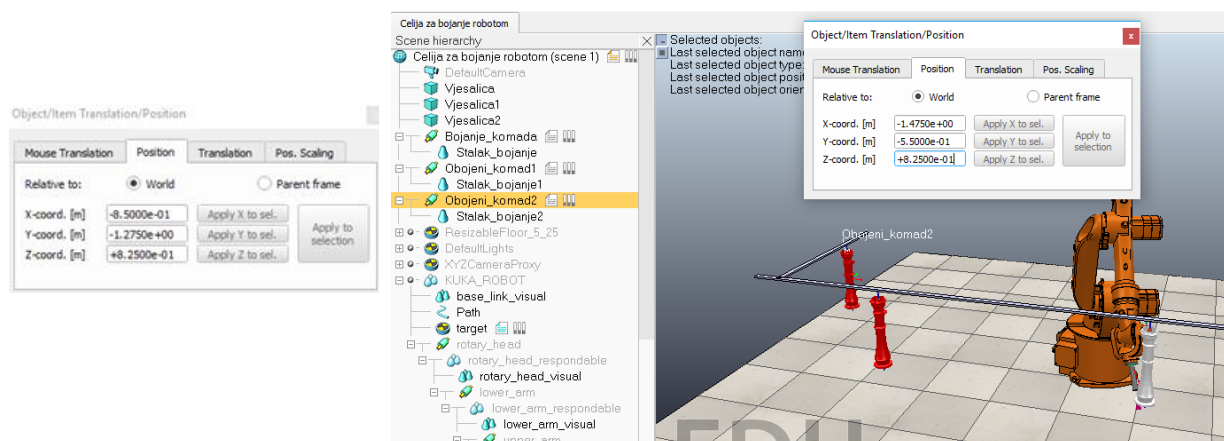 Object/Item Translation/Position
Mouse Translation Position Translation Pos. Scaling
Relative to: World Parent frame
X-coord. [m] -8.5000e-01 Apply X to sel.
Y-coord. [m] -1.2750e+00 Apply Y to sel.
Z-coord. [m] +8.2500e-01 Apply Z to sel.
Apply to selection
Celija za bojanje robotom
Scene hierarchy
Celija za bojanje robotom (scene 1)
DefaultCamera
Vjesalica
Vjesalica1
Vjesalica2
Bojanje_komada
Stalak_bojanje
Obojeni_komad1
Stalak_bojanje1
Obojeni_komad2
Stalak_bojanje2
ResizableFloor_5_25
DefaultLights
XYZCameraProxy
KUKA_ROBOT
base_link_visual
Path
target
rotary_head
rotary_head_respondable
rotary_head_visual
lower_arm
lower_arm_respondable
lower_arm_visual
upper_arm
Selected objects:
Last selected object name
Last selected object type:
Last selected object posit
Last selected object orien
Object/Item Translation/Position
x
Mouse Translation Position Translation Pos. Scaling
Relative to: World Parent frame
X-coord. [m] -1.4750e+00 Apply X to sel.
Y-coord. [m] -5.5000e-01 Apply Y to sel.
Z-coord. [m] +8.2500e-01 Apply Z to sel.
Apply to selection
Obojeni_komad2
EDU